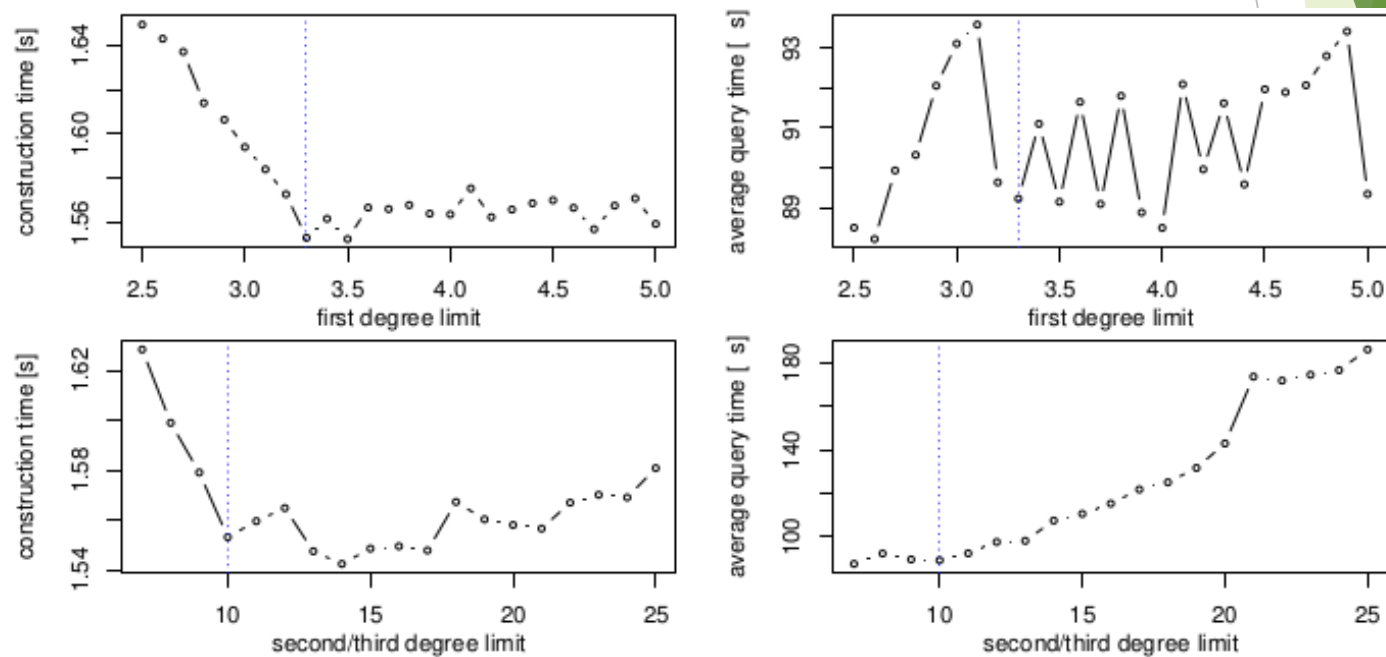 construction time [s]
1.56 1.60 1.64
2.5 3.0 3.5 4.0 4.5 5.0
first degree limit
average query time [ s]
89 91 93
2.5 3.0 3.5 4.0 4.5 5.0
first degree limit
construction time [s]
1.54 1.58 1.62
10 15 20 25
second/third degree limit
average query time [ s]
100 140 180
10 15 20 25
second/third degree limit